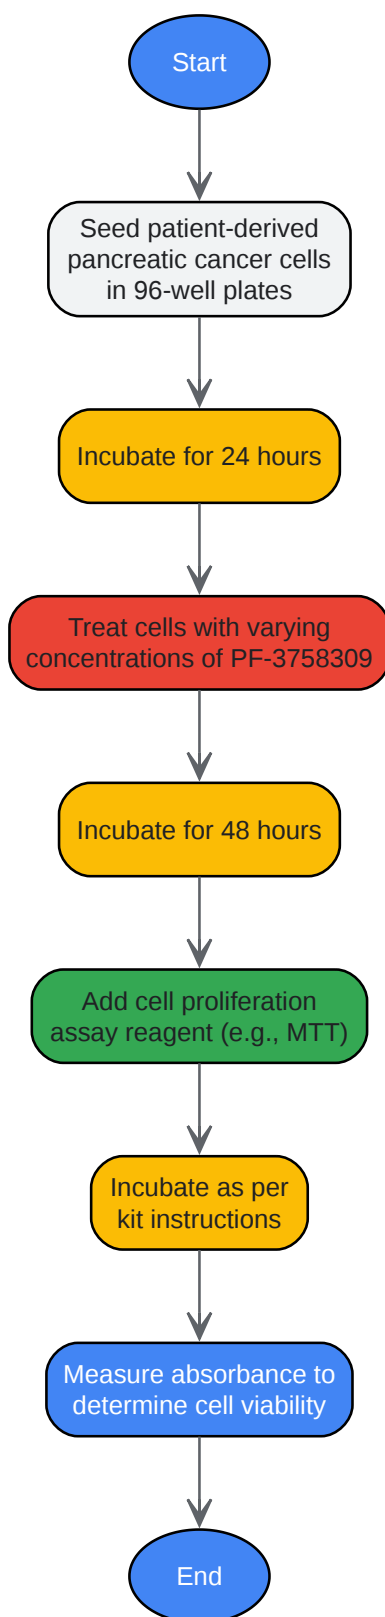 Start
Seed patient-derived
pancreatic cancer cells
in 96-well plates
Incubate for 24 hours
Treat cells with varying
concentrations of PF-3758309
Incubate for 48 hours
Add cell proliferation
assay reagent (e.g., MTT)
Incubate as per
kit instructions
Measure absorbance to
determine cell viability
End